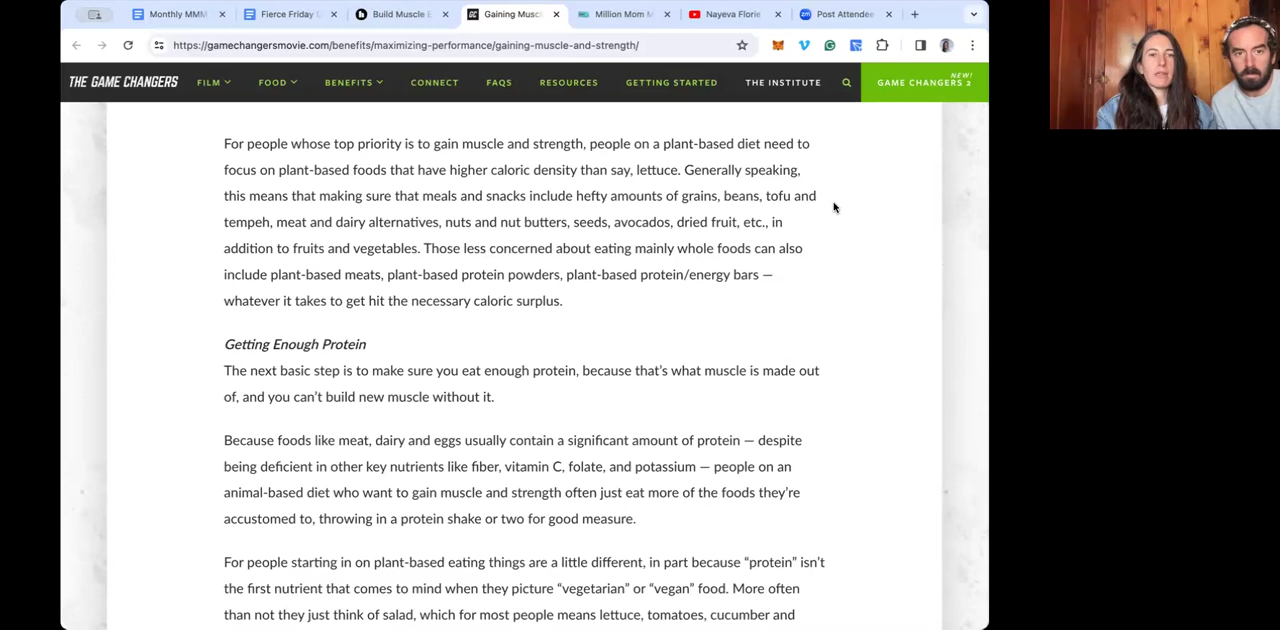 Monthly MMM
Fierce Friday
Build Muscle E
Gaining Musc
Million Mom M
Nayeva Florie
Post Attendee
https://gamechangersmovie.com/benefits/maximizing-performance/gaining-muscle-and-strength/
THE GAME CHANGERS
FILM
FOOD
BENEFITS
CONNECT
FAQS
RESOURCES
GETTING STARTED
THE INSTITUTE
NEW!
GAME CHANGERS 2
For people whose top priority is to gain muscle and strength, people on a plant-based diet need to
focus on plant-based foods that have higher caloric density than say, lettuce. Generally speaking,
this means that making sure that meals and snacks include hefty amounts of grains, beans, tofu and
tempeh, meat and dairy alternatives, nuts and nut butters, seeds, avocados, dried fruit, etc., in
addition to fruits and vegetables. Those less concerned about eating mainly whole foods can also
include plant-based meats, plant-based protein powders, plant-based protein/energy bars —
whatever it takes to get hit the necessary caloric surplus.
Getting Enough Protein
The next basic step is to make sure you eat enough protein, because that's what muscle is made out
of, and you can't build new muscle without it.
Because foods like meat, dairy and eggs usually contain a significant amount of protein — despite
being deficient in other key nutrients like fiber, vitamin C, folate, and potassium — people on an
animal-based diet who want to gain muscle and strength often just eat more of the foods they're
accustomed to, throwing in a protein shake or two for good measure.
For people starting in on plant-based eating things are a little different, in part because “protein” isn't
the first nutrient that comes to mind when they picture “vegetarian” or “vegan” food. More often
than not they just think of salad, which for most people means lettuce, tomatoes, cucumber and